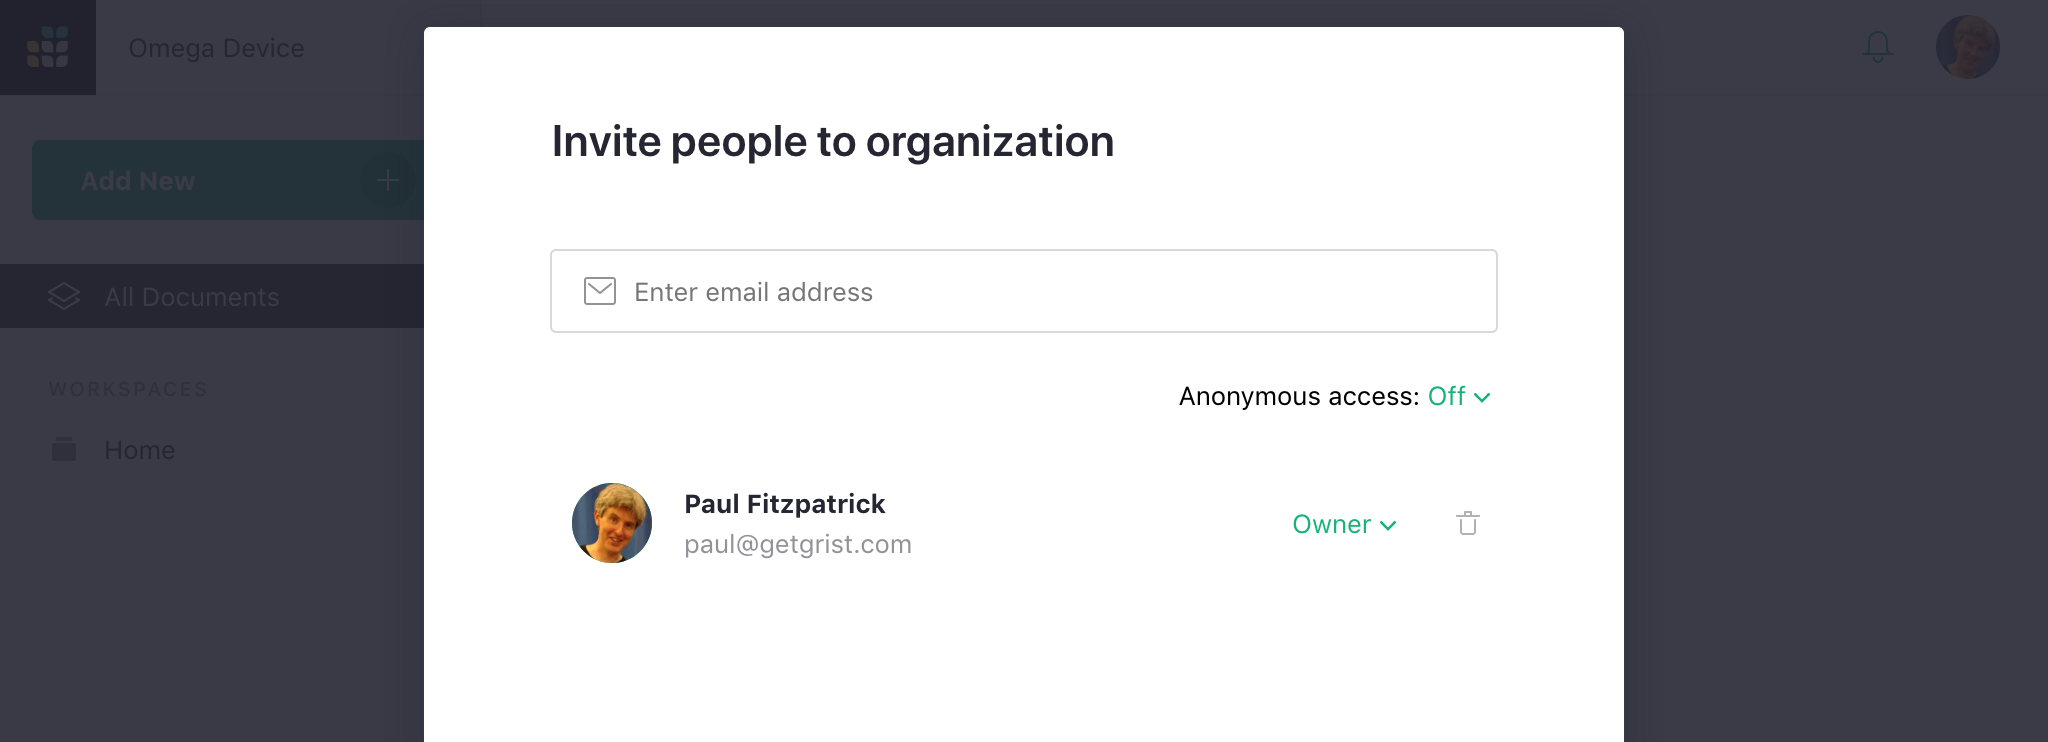 Omega Device
Add New
All Documents
WORKSPACES
Home
Invite people to organization
Enter email address
Anonymous access: Off
Paul Fitzpatrick
paul@getgrist.com
Owner